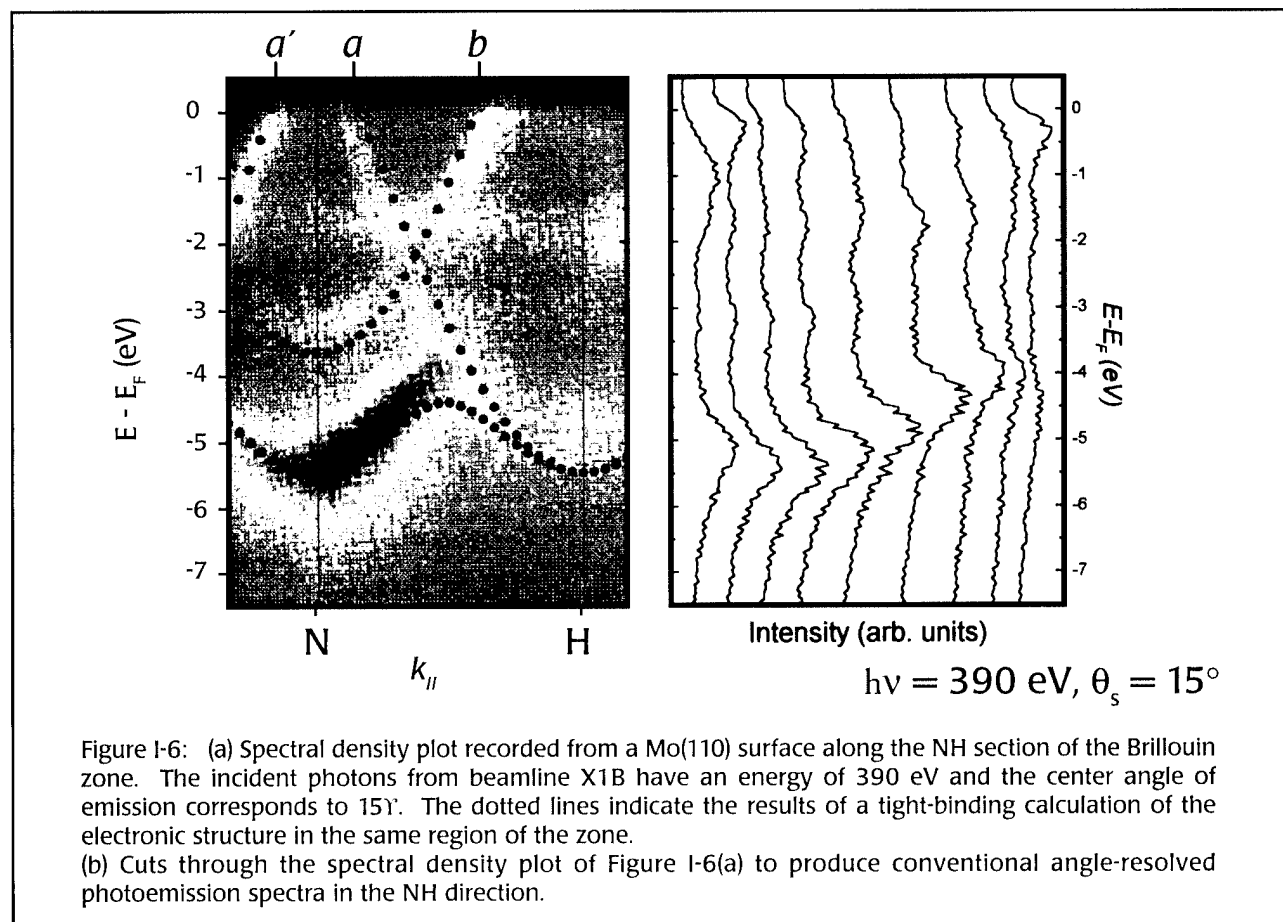 a′ a b
0
-1
-2
-3
-4
-5
-6
-7
E - E_F (eV)
N H
k_//
0
-1
-2
-3
-4
-5
-6
-7
E-E_F (eV)
Intensity (arb. units)
hν = 390 eV, θ_s = 15°
Figure I-6: (a) Spectral density plot recorded from a Mo(110) surface along the NH section of the Brillouin
zone. The incident photons from beamline X1B have an energy of 390 eV and the center angle of
emission corresponds to 15ϒ. The dotted lines indicate the results of a tight-binding calculation of the
electronic structure in the same region of the zone.
(b) Cuts through the spectral density plot of Figure I-6(a) to produce conventional angle-resolved
photoemission spectra in the NH direction.